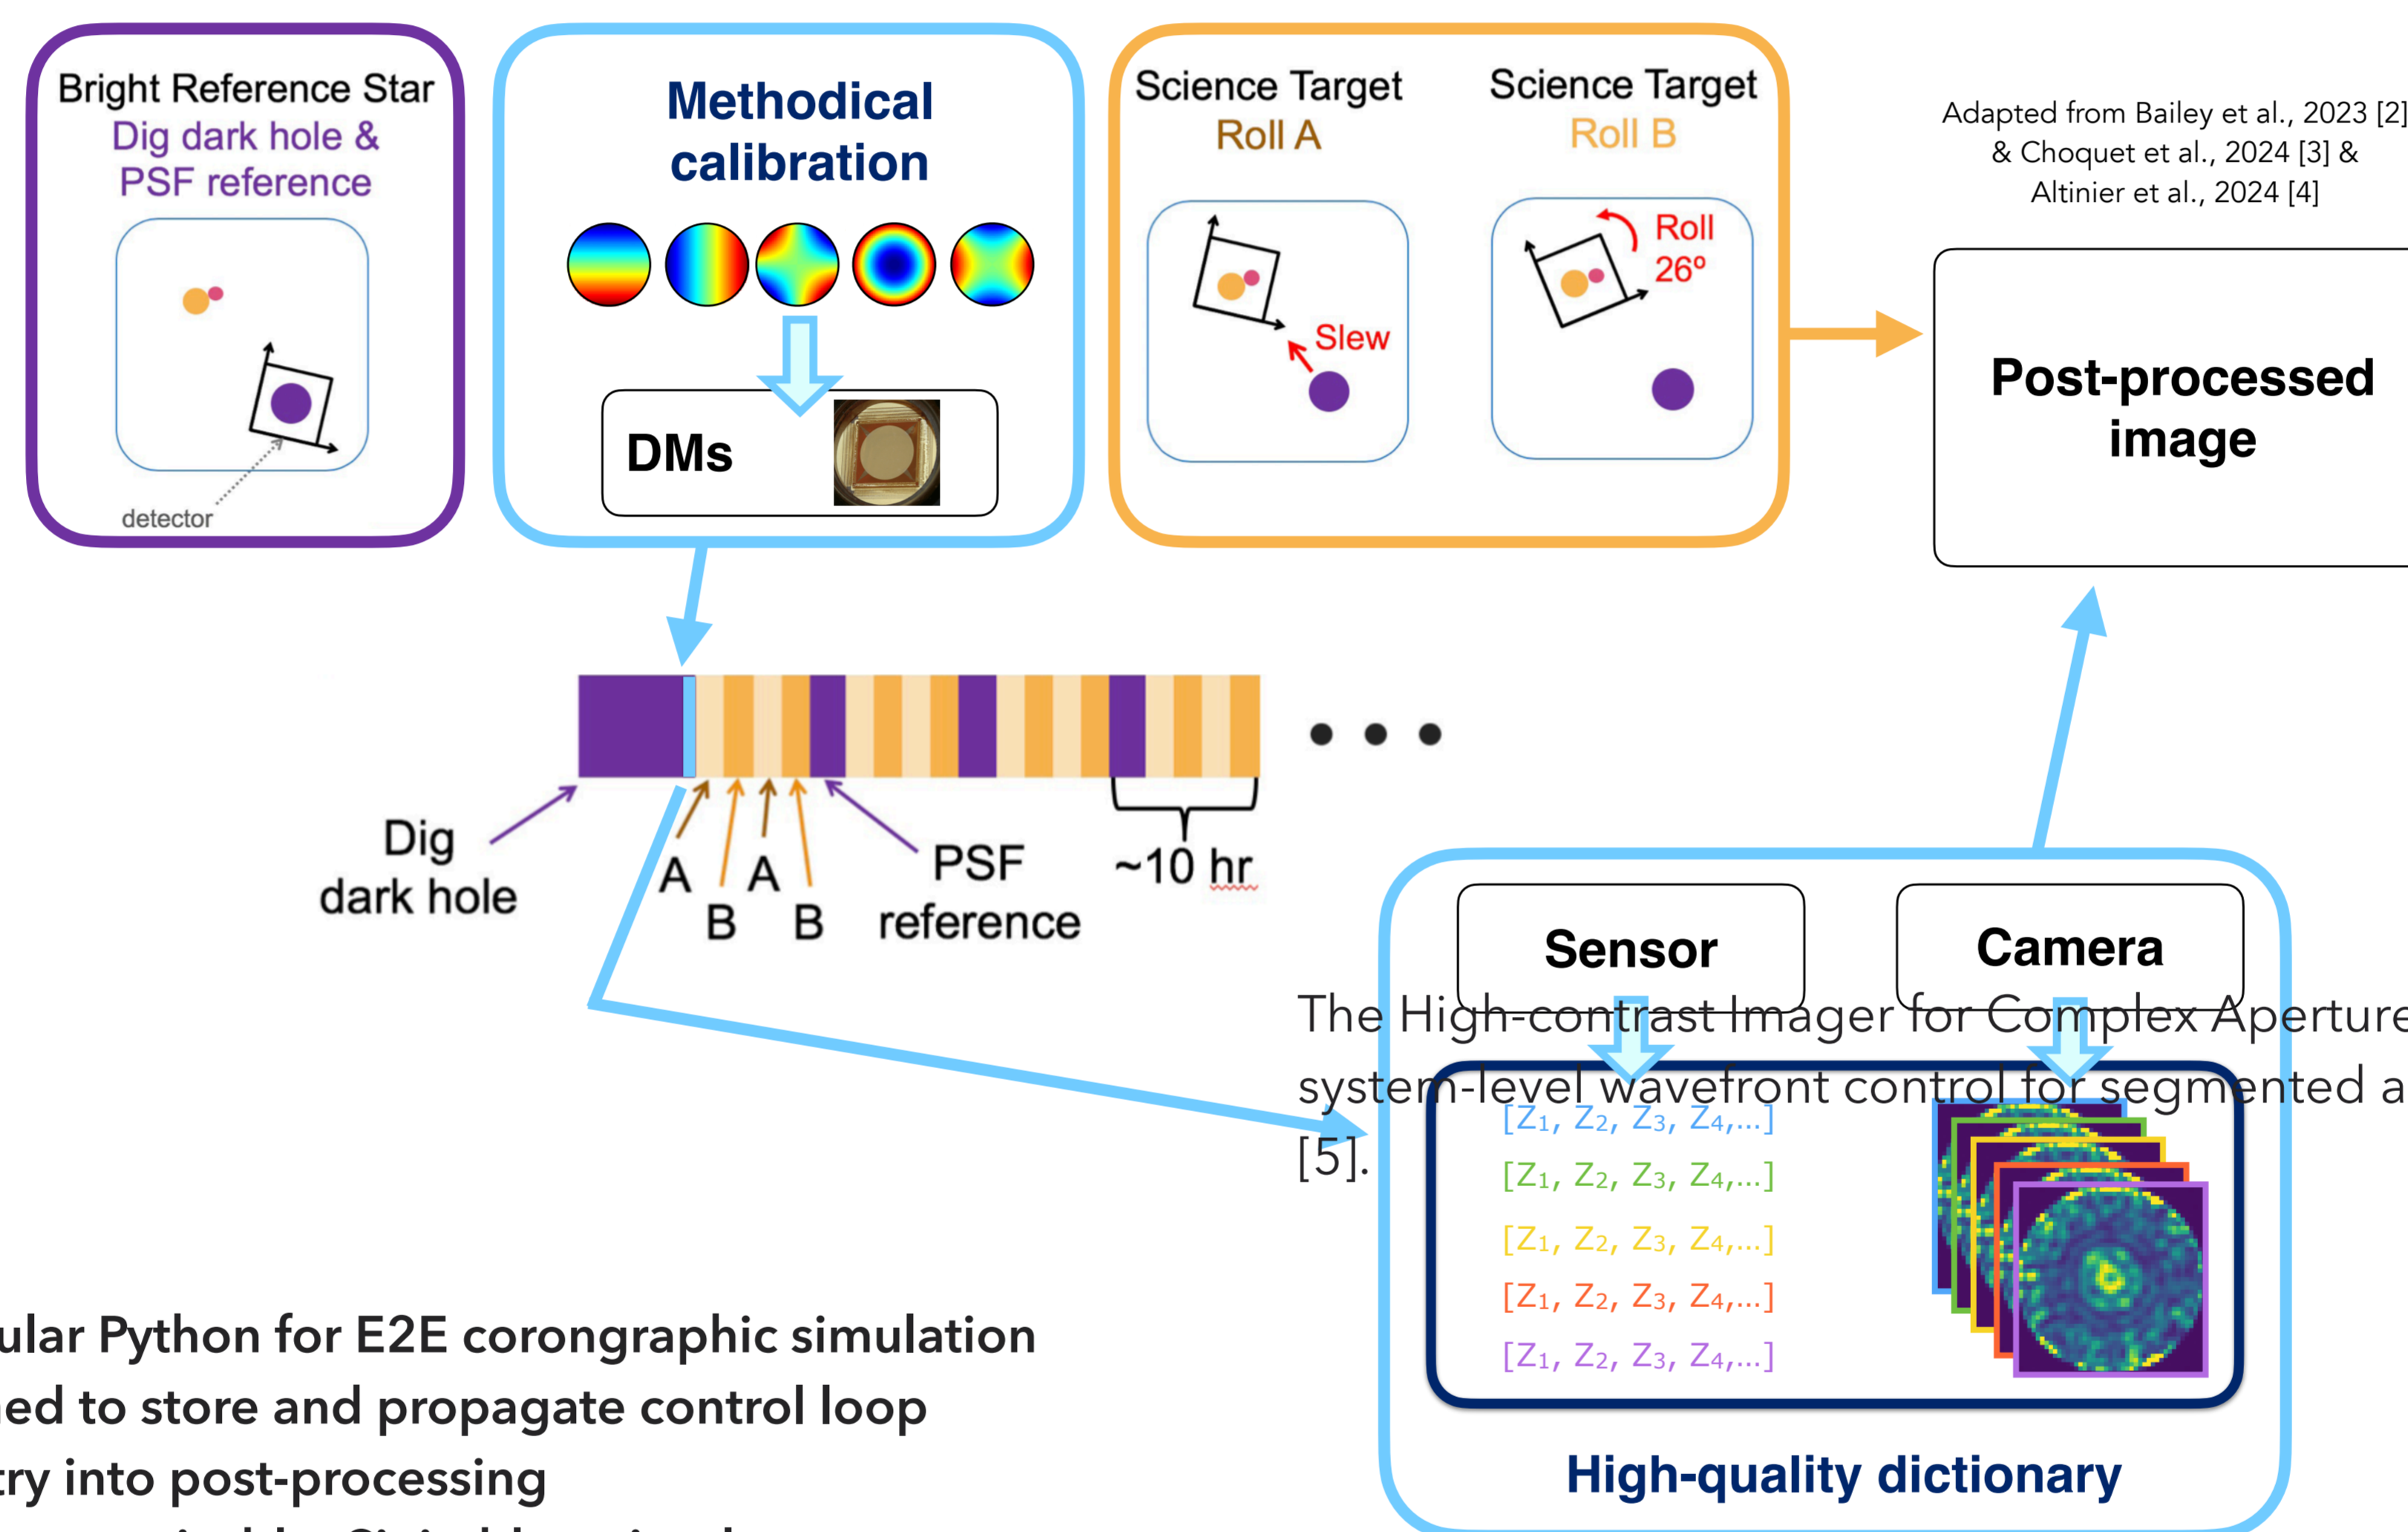 Bright Reference Star
Dig dark hole &
PSF reference
detector
Methodical
calibration
DMs
Science Target
Roll A
Slew
Science Target
Roll B
Roll
26º
Adapted from Bailey et al., 2023 [2]
& Choquet et al., 2024 [3] &
Altinier et al., 2024 [4]
Post-processed
image
Dig
dark hole
A
B
A
B
PSF
reference
~10 hr
Sensor
Camera
The High-contrast Imager for Complex Aperture
system-level wavefront control for segmented a
[5].
[Z₁, Z₂, Z₃, Z₄,...]
[Z₁, Z₂, Z₃, Z₄,...]
[Z₁, Z₂, Z₃, Z₄,...]
[Z₁, Z₂, Z₃, Z₄,...]
[Z₁, Z₂, Z₃, Z₄,...]
High-quality dictionary
ular Python for E2E corongraphic simulation
ned to store and propagate control loop
try into post-processing